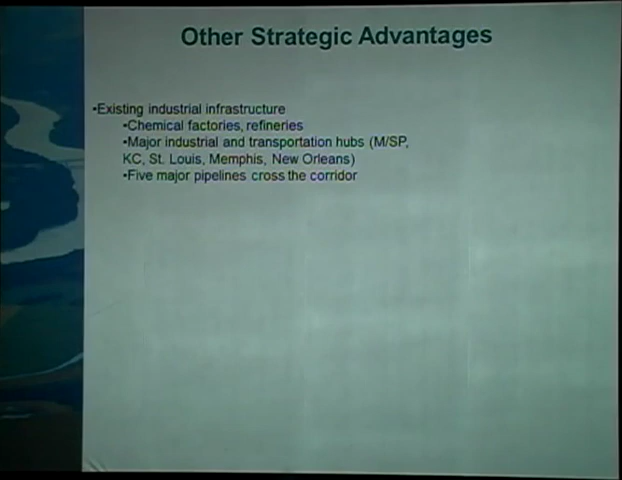 Other Strategic Advantages
•Existing industrial infrastructure
•Chemical factories, refineries
•Major industrial and transportation hubs (M/SP,
KC, St. Louis, Memphis, New Orleans)
•Five major pipelines cross the corridor